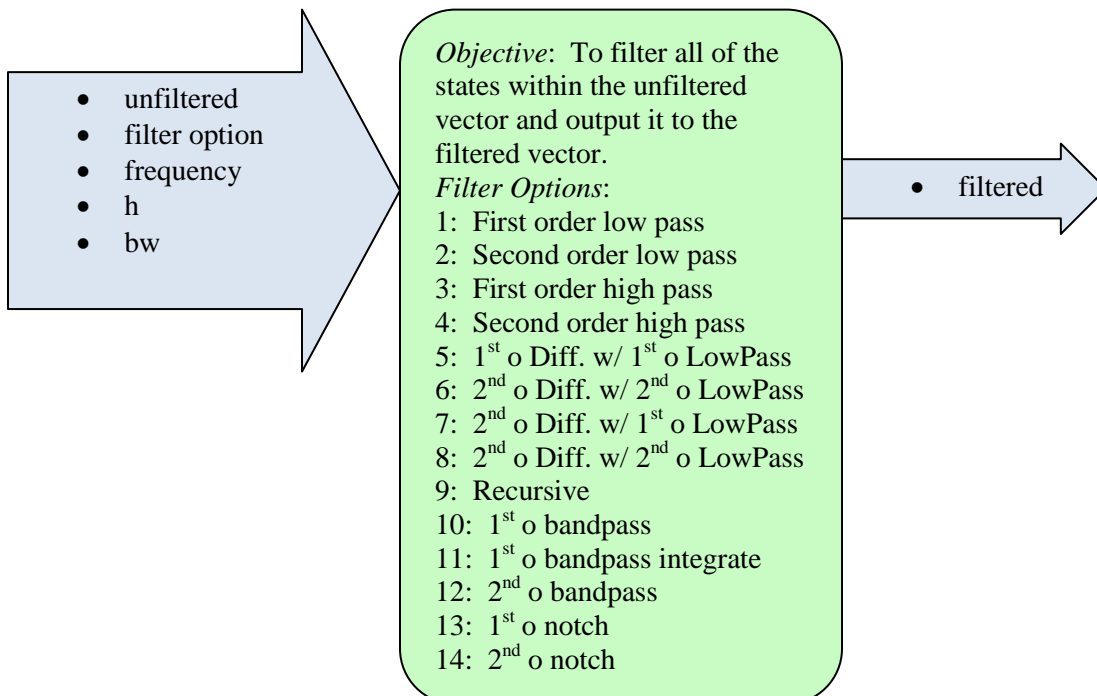 • unfiltered
• filter option
• frequency
• h
• bw
Objective: To filter all of the
states within the unfiltered
vector and output it to the
filtered vector.
Filter Options:
1: First order low pass
2: Second order low pass
3: First order high pass
4: Second order high pass
5: 1st o Diff. w/ 1st o LowPass
6: 2nd o Diff. w/ 2nd o LowPass
7: 2nd o Diff. w/ 1st o LowPass
8: 2nd o Diff. w/ 2nd o LowPass
9: Recursive
10: 1st o bandpass
11: 1st o bandpass integrate
12: 2nd o bandpass
13: 1st o notch
14: 2nd o notch
• filtered